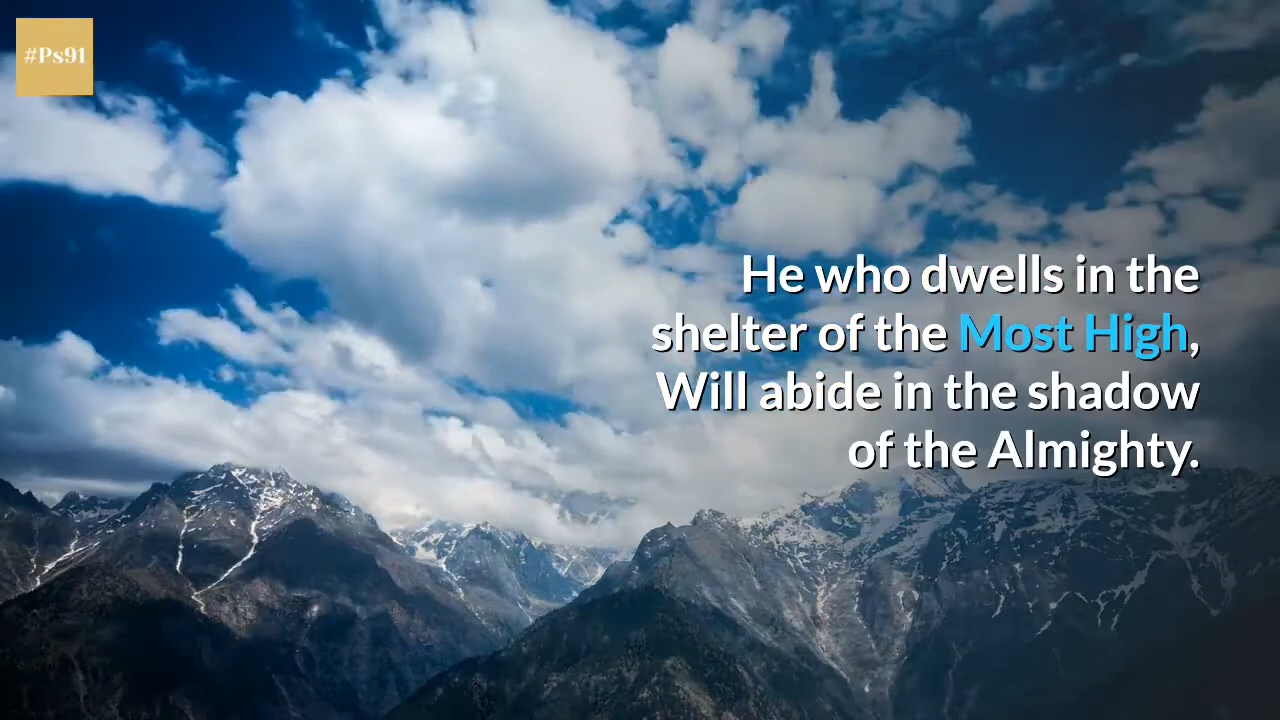 #Ps91
He who dwells in the
shelter of the Most High,
Will abide in the shadow
of the Almighty.